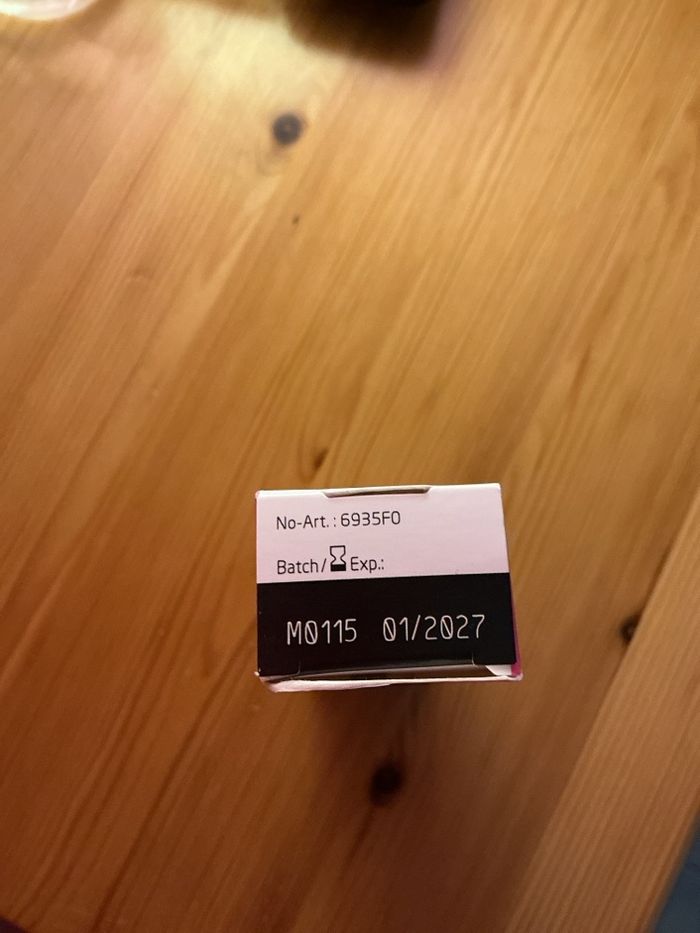 No-Art.: 6935F0
Batch/⌛Exp.:
M0115 01/2027